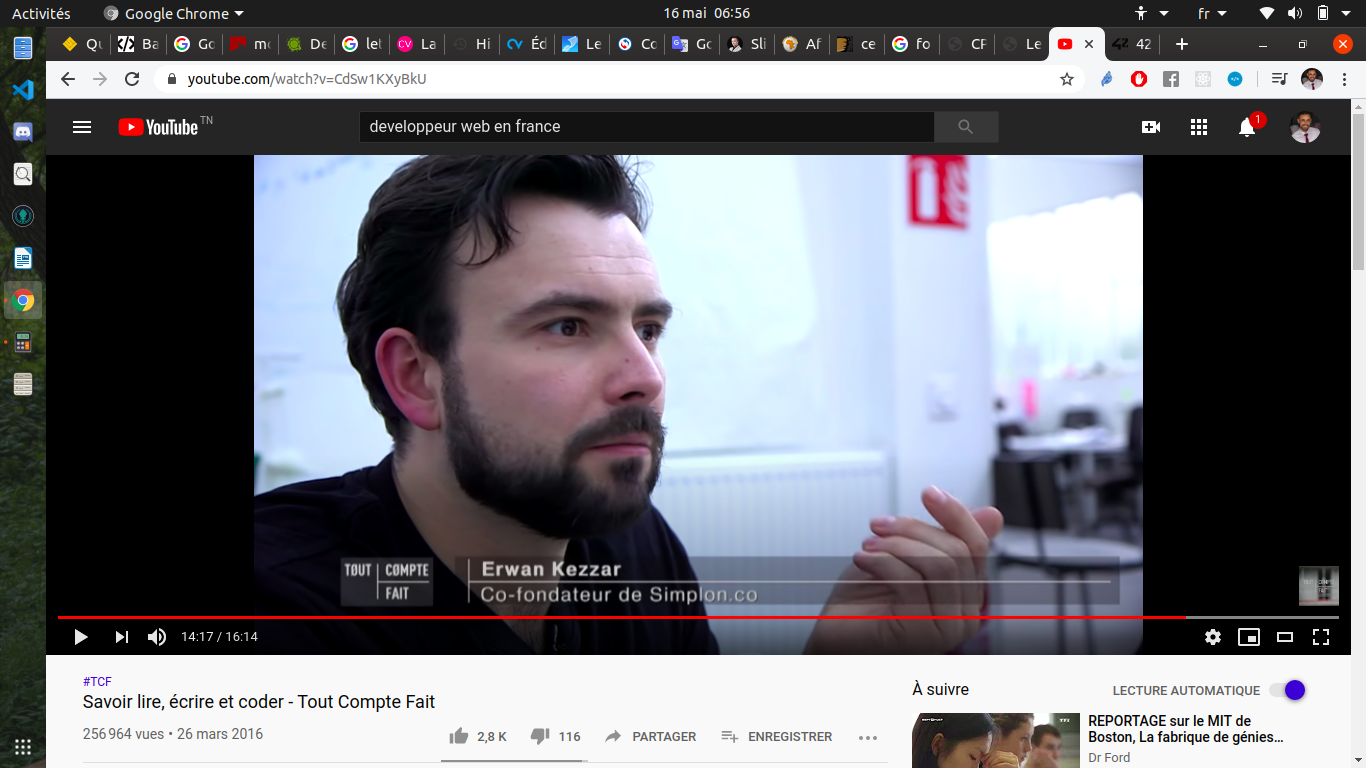 Activités
Google Chrome
16 mai 06:56
fr
Qu
Ba
Go
mo
De
let
CV
La
Hi
CV
Éd
Le
Co
Go
Sli
Af
ce
fo
CP
Le
42
youtube.com/watch?v=CdSw1KXyBkU
YouTube TN
developpeur web en france
1
TOUT COMPTE
FAIT
Erwan Kezzar
Co-fondateur de Simplon.co
14:17 / 16:14
#TCF
Savoir lire, écrire et coder - Tout Compte Fait
256 964 vues • 26 mars 2016
2,8 K
116
PARTAGER
ENREGISTRER
À suivre
LECTURE AUTOMATIQUE
REPORTAGE sur le MIT de
Boston, La fabrique de génies…
Dr Ford